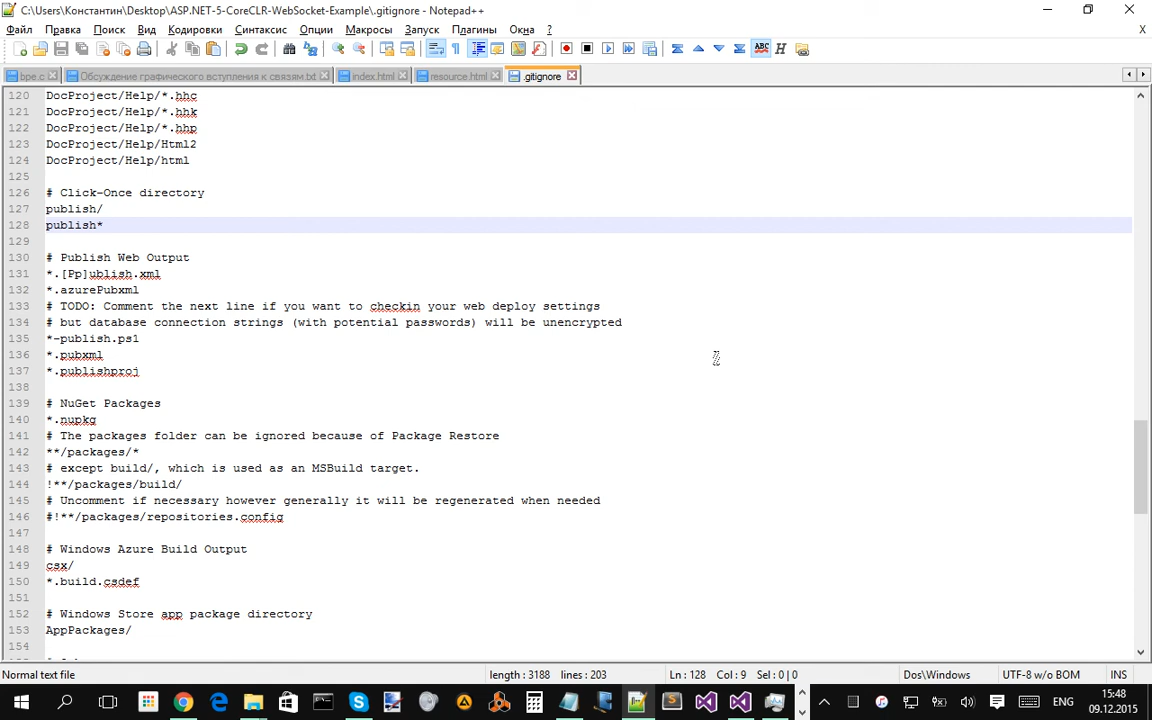 C:\Users\Константин\Desktop\ASP.NET-5-CoreCLR-WebSocket-Example\.gitignore - Notepad++
Файл Правка Поиск Вид Кодировки Синтаксис Опции Макросы Запуск Плагины Окна ? X
bpe.c Обсуждение графического вступления к связям.txt index.html resource.html .gitignore
120 DocProject/Help/*.hhc
121 DocProject/Help/*.hhk
122 DocProject/Help/*.hhp
123 DocProject/Help/Html2
124 DocProject/Help/html
125
126 # Click-Once directory
127 publish/
128 publish*
129
130 # Publish Web Output
131 *.[Pp]ublish.xml
132 *.azurePubxml
133 # TODO: Comment the next line if you want to checkin your web deploy settings
134 # but database connection strings (with potential passwords) will be unencrypted
135 *-publish.ps1
136 *.pubxml
137 *.publishproj
138
139 # NuGet Packages
140 *.nupkg
141 # The packages folder can be ignored because of Package Restore
142 **/packages/*
143 # except build/, which is used as an MSBuild target.
144 !**/packages/build/
145 # Uncomment if necessary however generally it will be regenerated when needed
146 #!**/packages/repositories.config
147
148 # Windows Azure Build Output
149 csx/
150 *.build.csdef
151
152 # Windows Store app package directory
153 AppPackages/
154
Normal text file length : 3188 lines : 203 Ln : 128 Col : 9 Sel : 0 | 0 Dos\Windows UTF-8 w/o BOM INS
ENG 15:48
09.12.2015